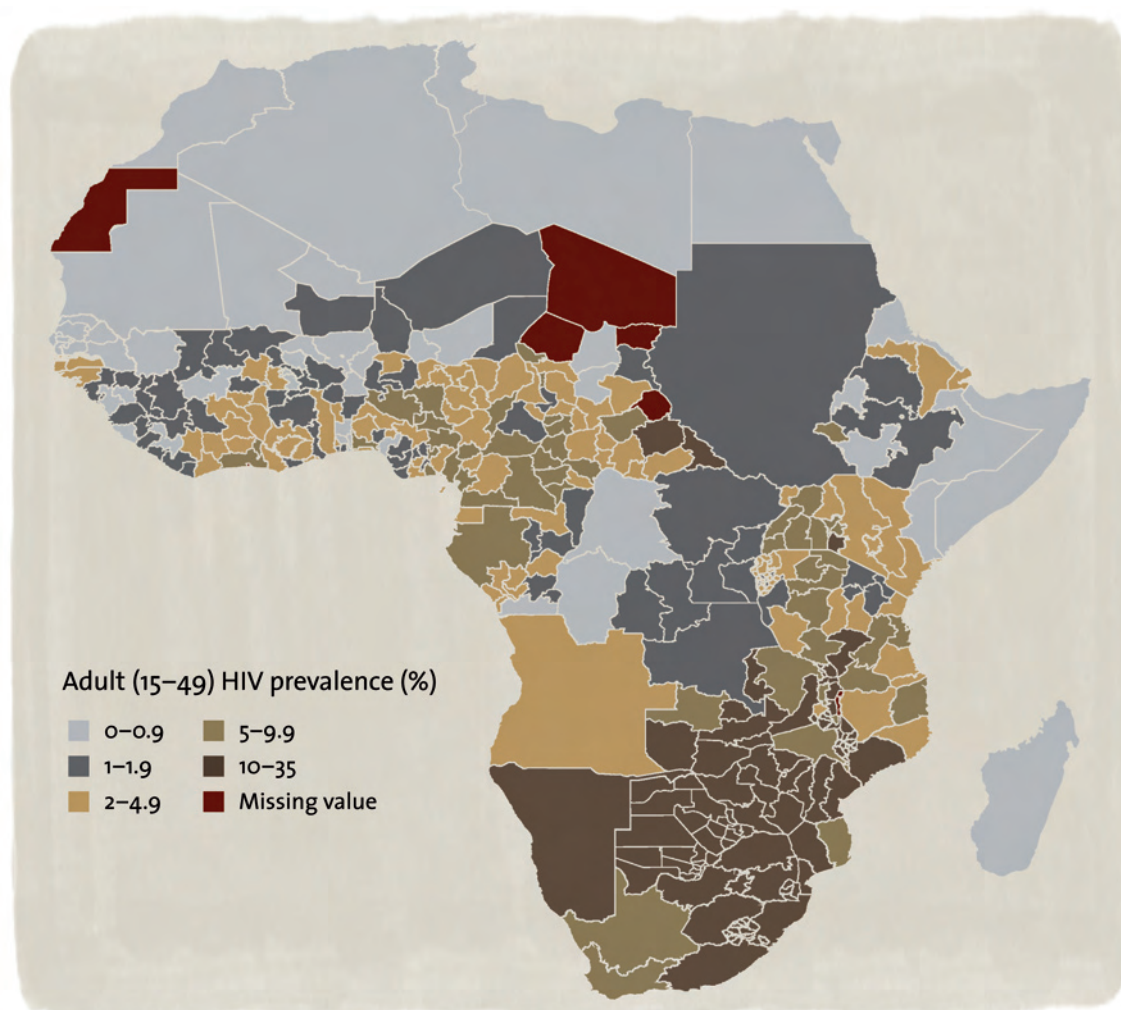 Adult (15–49) HIV prevalence (%)
0–0.9
5–9.9
1–1.9
10–35
2–4.9
Missing value